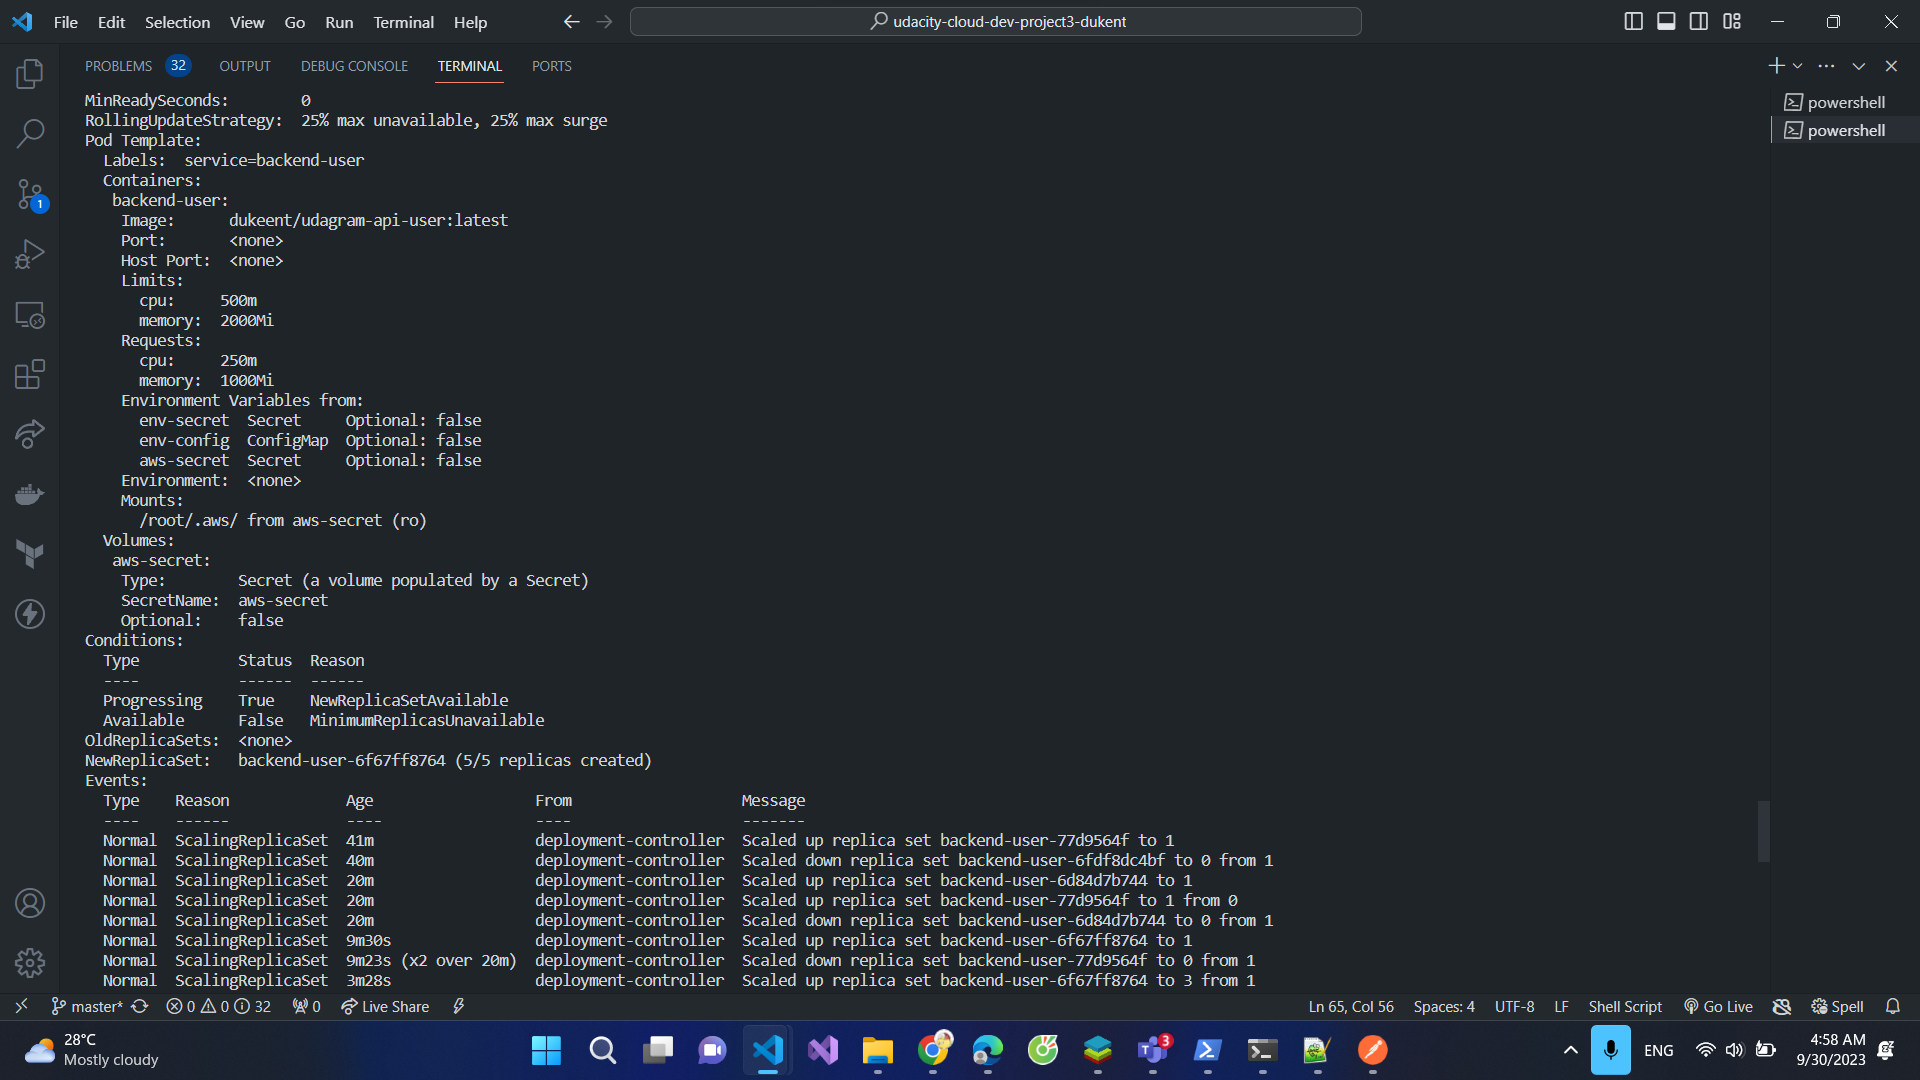 File Edit Selection View Go Run Terminal Help
udacity-cloud-dev-project3-dukent
PROBLEMS 32 OUTPUT DEBUG CONSOLE TERMINAL PORTS
powershell
powershell
MinReadySeconds: 0
RollingUpdateStrategy: 25% max unavailable, 25% max surge
Pod Template:
Labels: service=backend-user
Containers:
backend-user:
Image: dukeent/udagram-api-user:latest
Port: <none>
Host Port: <none>
Limits:
cpu: 500m
memory: 2000Mi
Requests:
cpu: 250m
memory: 1000Mi
Environment Variables from:
env-secret Secret Optional: false
env-config ConfigMap Optional: false
aws-secret Secret Optional: false
Environment: <none>
Mounts:
/root/.aws/ from aws-secret (ro)
Volumes:
aws-secret:
Type: Secret (a volume populated by a Secret)
SecretName: aws-secret
Optional: false
Conditions:
Type Status Reason
---- ------ ------
Progressing True NewReplicaSetAvailable
Available False MinimumReplicasUnavailable
OldReplicaSets: <none>
NewReplicaSet: backend-user-6f67ff8764 (5/5 replicas created)
Events:
Type Reason Age From Message
---- ------ ---- ---- -------
Normal ScalingReplicaSet 41m deployment-controller Scaled up replica set backend-user-77d9564f to 1
Normal ScalingReplicaSet 40m deployment-controller Scaled down replica set backend-user-6fdf8dc4bf to 0 from 1
Normal ScalingReplicaSet 20m deployment-controller Scaled up replica set backend-user-6d84d7b744 to 1
Normal ScalingReplicaSet 20m deployment-controller Scaled up replica set backend-user-77d9564f to 1 from 0
Normal ScalingReplicaSet 20m deployment-controller Scaled down replica set backend-user-6d84d7b744 to 0 from 1
Normal ScalingReplicaSet 9m30s deployment-controller Scaled up replica set backend-user-6f67ff8764 to 1
Normal ScalingReplicaSet 9m23s (x2 over 20m) deployment-controller Scaled down replica set backend-user-77d9564f to 0 from 1
Normal ScalingReplicaSet 3m28s deployment-controller Scaled up replica set backend-user-6f67ff8764 to 3 from 1
1
master* 0 0 32 0 Live Share Ln 65, Col 56 Spaces: 4 UTF-8 LF Shell Script Go Live Spell
28°C
Mostly cloudy
3
ENG
4:58 AM
9/30/2023